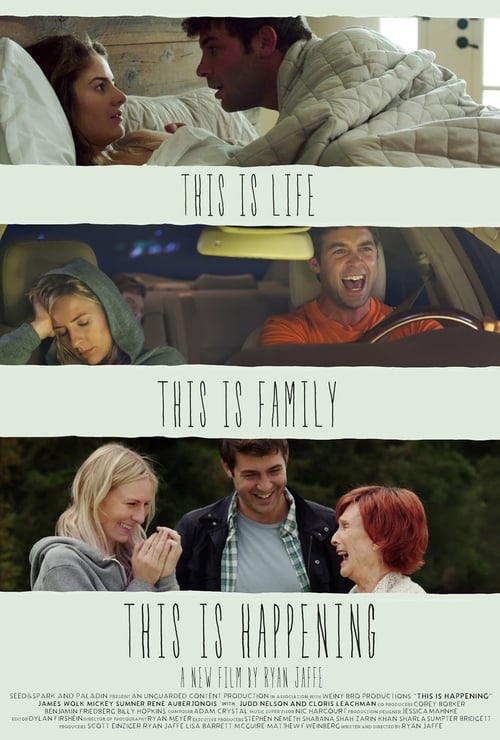 THIS IS LIFE
THIS IS FAMILY
THIS IS HAPPENING
A NEW FILM BY RYAN JAFFE
SEED&SPARK AND PALADIN PRESENT AN UNGUARDED CONTENT PRODUCTION IN ASSOCIATION WITH WEINY BRO PRODUCTIONS "THIS IS HAPPENING"
JAMES WOLK MICKEY SUMNER RENÉ AUBERJONOIS WITH JUDD NELSON AND CLORIS LEACHMAN CO PRODUCERS COREY BOBKER
BENJAMIN FRIEDBERG BILLY HOPKINS COMPOSER ADAM CRYSTAL MUSIC SUPERVISOR NIC HARCOURT PRODUCTION DESIGNER JESSICA MAHNKE
EDITOR DYLAN FIRSHEIN DIRECTOR OF PHOTOGRAPHY RYAN MEYER EXECUTIVE PRODUCERS STEPHEN NEMETH SHABANA SHAH ZARIN KHAN SHARLA SUMPTER BRIDGETT
PRODUCERS SCOTT EINZIGER RYAN JAFFE LISA BARRETT MCGUIRE MATTHEW F WEINBERG WRITTEN AND DIRECTED BY RYAN JAFFE